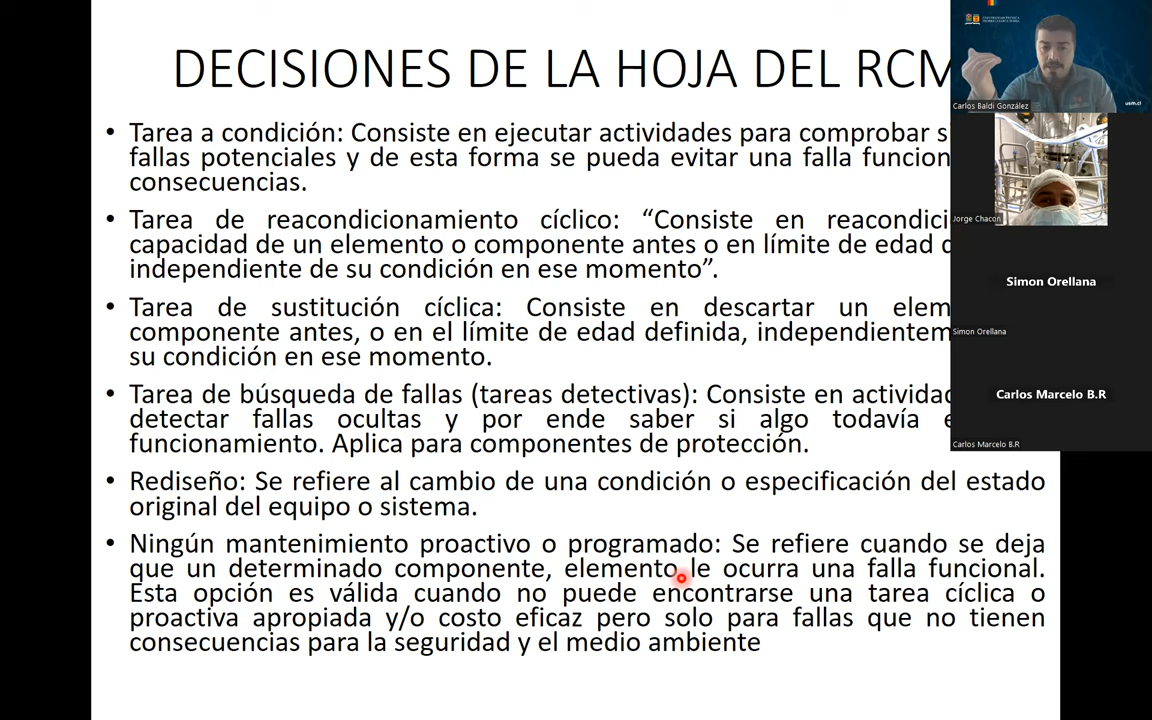 DECISIONES DE LA HOJA DEL RCM
• Tarea a condición: Consiste en ejecutar actividades para comprobar
fallas potenciales y de esta forma se pueda evitar una falla
consecuencias.
• Tarea de reacondicionamiento cíclico: “Consiste en
capacidad de un elemento o componente antes o en límite de edad
independiente de su condición en ese momento”.
• Tarea de sustitución cíclica: Consiste en descartar un
componente antes, o en el límite de edad definida,
su condición en ese momento.
• Tarea de búsqueda de fallas (tareas detectivas): Consiste en
detectar fallas ocultas y por ende saber si algo todavía
funcionamiento. Aplica para componentes de protección.
• Rediseño: Se refiere al cambio de una condición o especificación del estado
original del equipo o sistema.
• Ningún mantenimiento proactivo o programado: Se refiere cuando se deja
que un determinado componente, elemento le ocurra una falla funcional.
Esta opción es válida cuando no puede encontrarse una tarea cíclica o
proactiva apropiada y/o costo eficaz pero solo para fallas que no tienen
consecuencias para la seguridad y el medio ambiente
usm.cl
Carlos Baldi González
Jorge Chacon
Simon Orellana
Simon Orellana
Carlos Marcelo B.R
Carlos Marcelo B.R